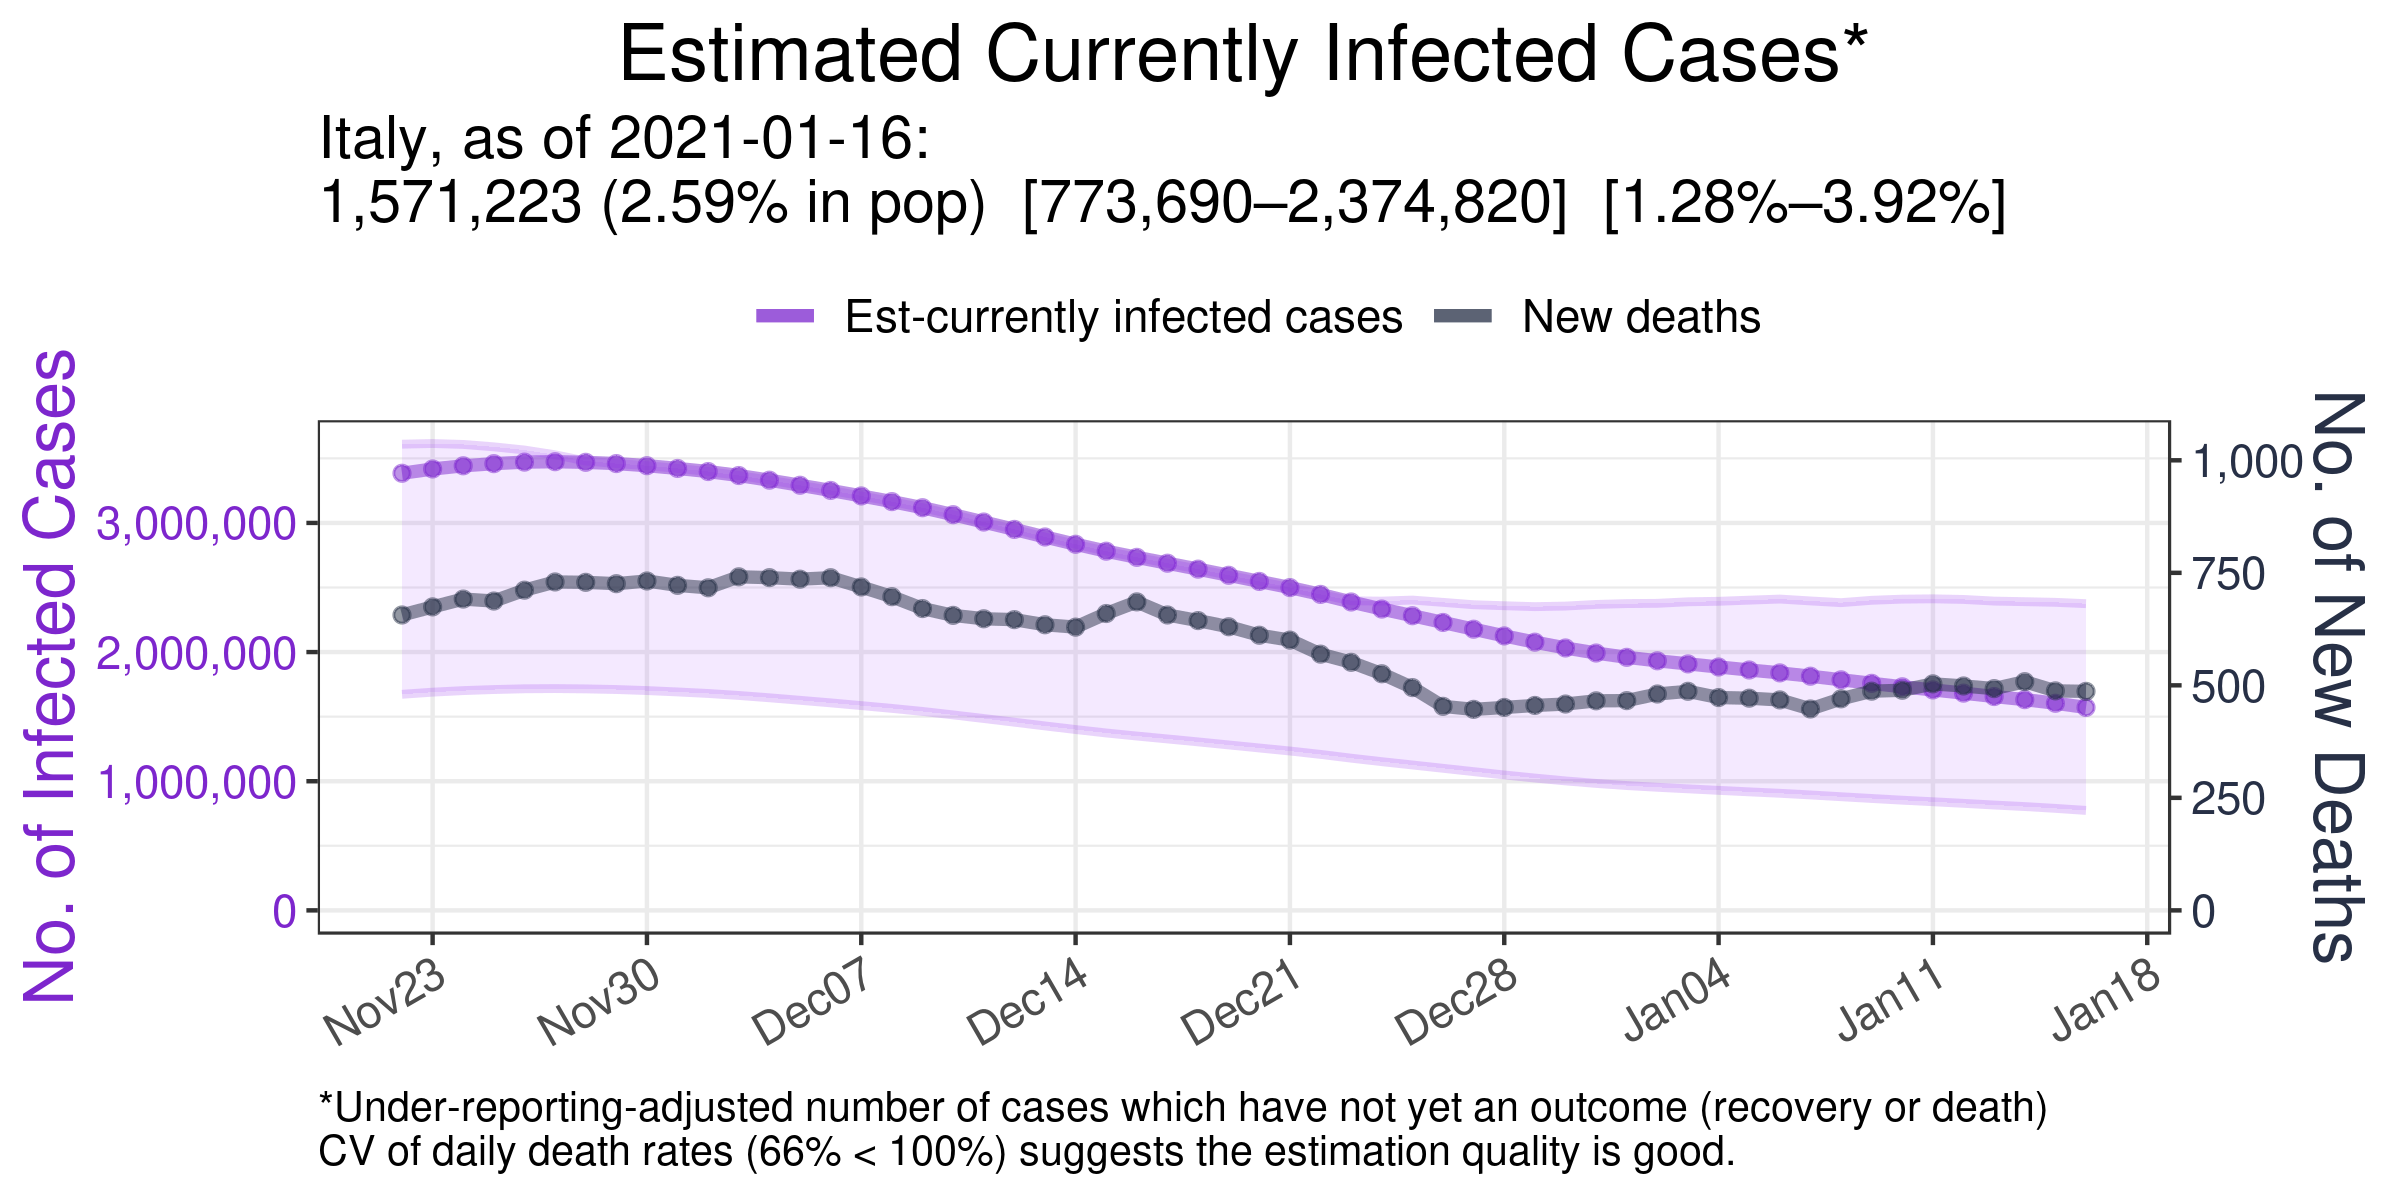 Estimated Currently Infected Cases*
Italy, as of 2021-01-16:
1,571,223 (2.59% in pop)  [773,690–2,374,820]  [1.28%–3.92%]
Est-currently infected cases
New deaths
No. of Infected Cases
3,000,000
2,000,000
1,000,000
0
1,000
750
500
250
0
No. of New Deaths
Nov23
Nov30
Dec07
Dec14
Dec21
Dec28
Jan04
Jan11
Jan18
*Under-reporting-adjusted number of cases which have not yet an outcome (recovery or death)
CV of daily death rates (66% < 100%) suggests the estimation quality is good.